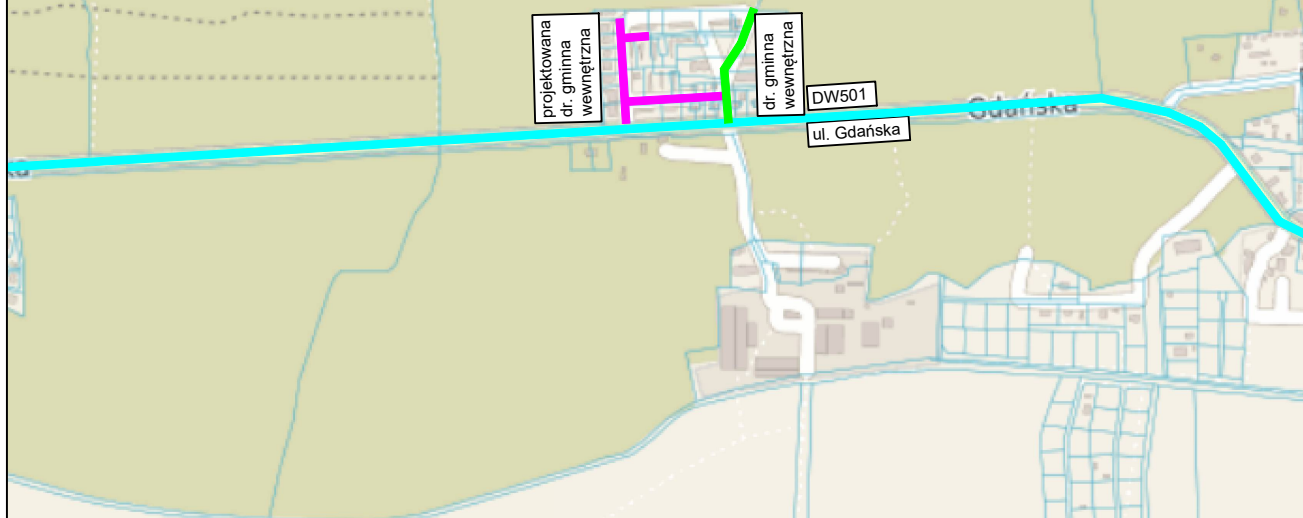 projektowana
dr. gminna
wewnętrzna
dr. gminna
wewnętrzna
DW501
Gdańska
ul. Gdańska